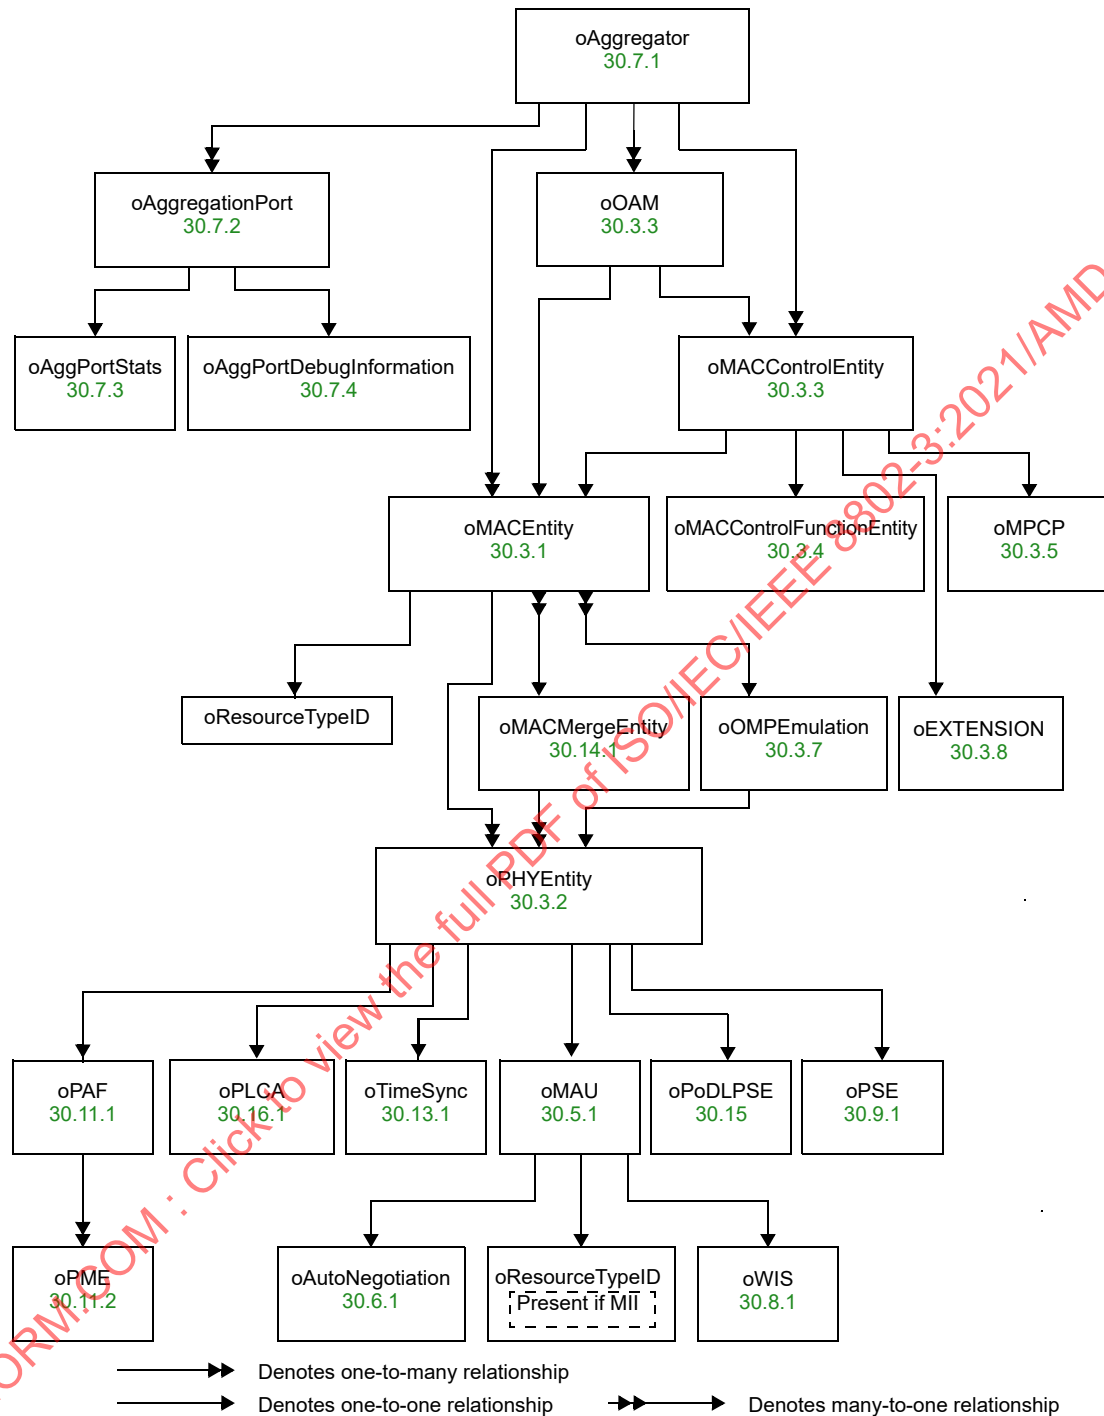 oAggregator
30.7.1
oAggregationPort
30.7.2
oOAM
30.3.3
oAggPortStats
30.7.3
oAggPortDebugInformation
30.7.4
oMACControlEntity
30.3.3
oMACEntity
30.3.1
oMACControlFunctionEntity
30.3.4
oMPCP
30.3.5
oResourceTypeID
oMACMergeEntity
30.14.1
oOMPEmulation
30.3.7
oEXTENSION
30.3.8
oPHYEntity
30.3.2
oPAF
30.11.1
oPLCA
30.16.1
oTimeSync
30.13.1
oMAU
30.5.1
oPoDLPSE
30.15
oPSE
30.9.1
oPME
30.11.2
oAutoNegotiation
30.6.1
oResourceTypeID
Present if MII
oWIS
30.8.1
Denotes one-to-many relationship
Denotes one-to-one relationship
Denotes many-to-one relationship
ORM.COM : Click to view the full PDF of ISO/IEC/IEEE 8802-3:2021/AMD